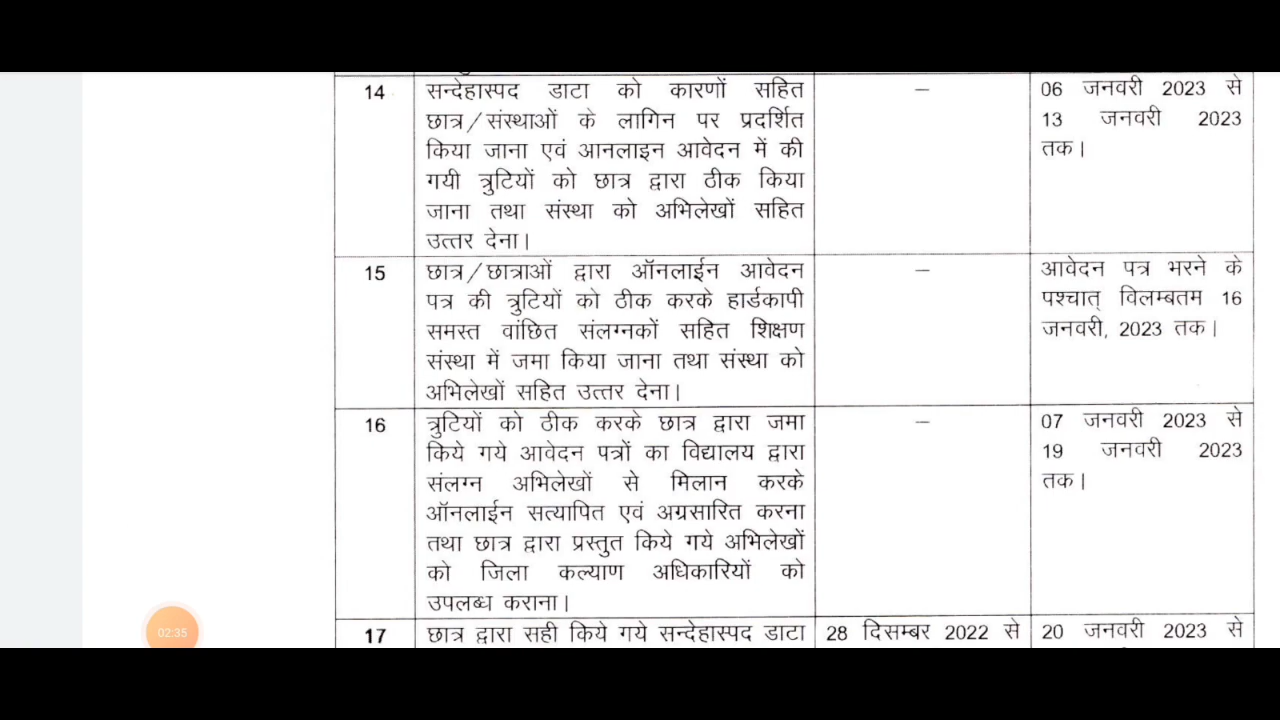 14
सन्देहास्पद डाटा को कारणों सहित
छात्र/संस्थाओं के लागिन पर प्रदर्शित
किया जाना एवं आनलाइन आवेदन में की
गयी त्रुटियों को छात्र द्वारा ठीक किया
जाना तथा संस्था को अभिलेखों सहित
उत्तर देना।
–
06 जनवरी 2023 से
13 जनवरी 2023
तक।
15
छात्र/छात्राओं द्वारा ऑनलाईन आवेदन
पत्र की त्रुटियों को ठीक करके हार्डकापी
समस्त वांछित संलग्नकों सहित शिक्षण
संस्था में जमा किया जाना तथा संस्था को
अभिलेखों सहित उत्तर देना।
–
आवेदन पत्र भरने के
पश्चात् विलम्बतम 16
जनवरी, 2023 तक।
16
त्रुटियों को ठीक करके छात्र द्वारा जमा
किये गये आवेदन पत्रों का विद्यालय द्वारा
संलग्न अभिलेखों से मिलान करके
ऑनलाईन सत्यापित एवं अग्रसारित करना
तथा छात्र द्वारा प्रस्तुत किये गये अभिलेखों
को जिला कल्याण अधिकारियों को
उपलब्ध कराना।
–
07 जनवरी 2023 से
19 जनवरी 2023
तक।
17
छात्र द्वारा सही किये गये सन्देहास्पद डाटा
28 दिसम्बर 2022 से
20 जनवरी 2023 से
02:35